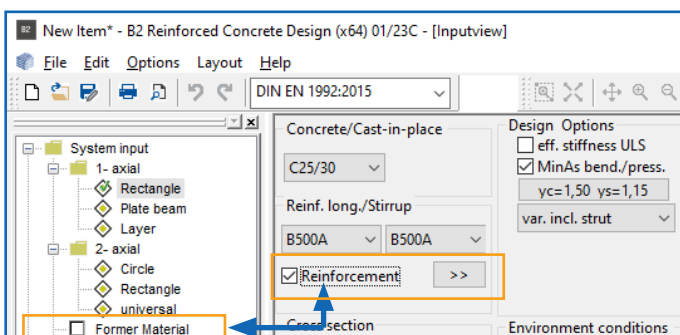 B2 New Item* - B2 Reinforced Concrete Design (x64) 01/23C - [Inputview]
File Edit Options Layout Help
DIN EN 1992:2015
System input
1- axial
Rectangle
Plate beam
Layer
2- axial
Circle
Rectangle
universal
Former Material
Concrete/Cast-in-place
C25/30
Reinf. long./Stirrup
B500A B500A
Reinforcement >>
Cross section
Design Options
eff. stiffness ULS
MinAs bend./press.
γc=1,50 γs=1,15
var. incl. strut
Environment conditions